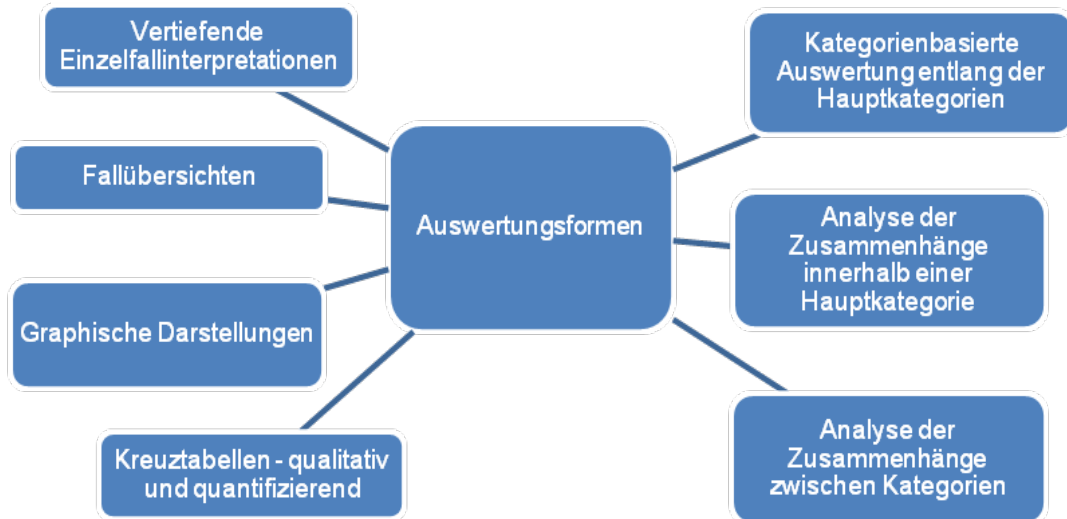 Vertiefende
Einzelfallinterpretationen
Fallübersichten
Graphische Darstellungen
Kreuztabellen - qualitativ
und quantifizierend
Auswertungsformen
Kategorienbasierte
Auswertung entlang der
Hauptkategorien
Analyse der
Zusammenhänge
innerhalb einer
Hauptkategorie
Analyse der
Zusammenhänge
zwischen Kategorien